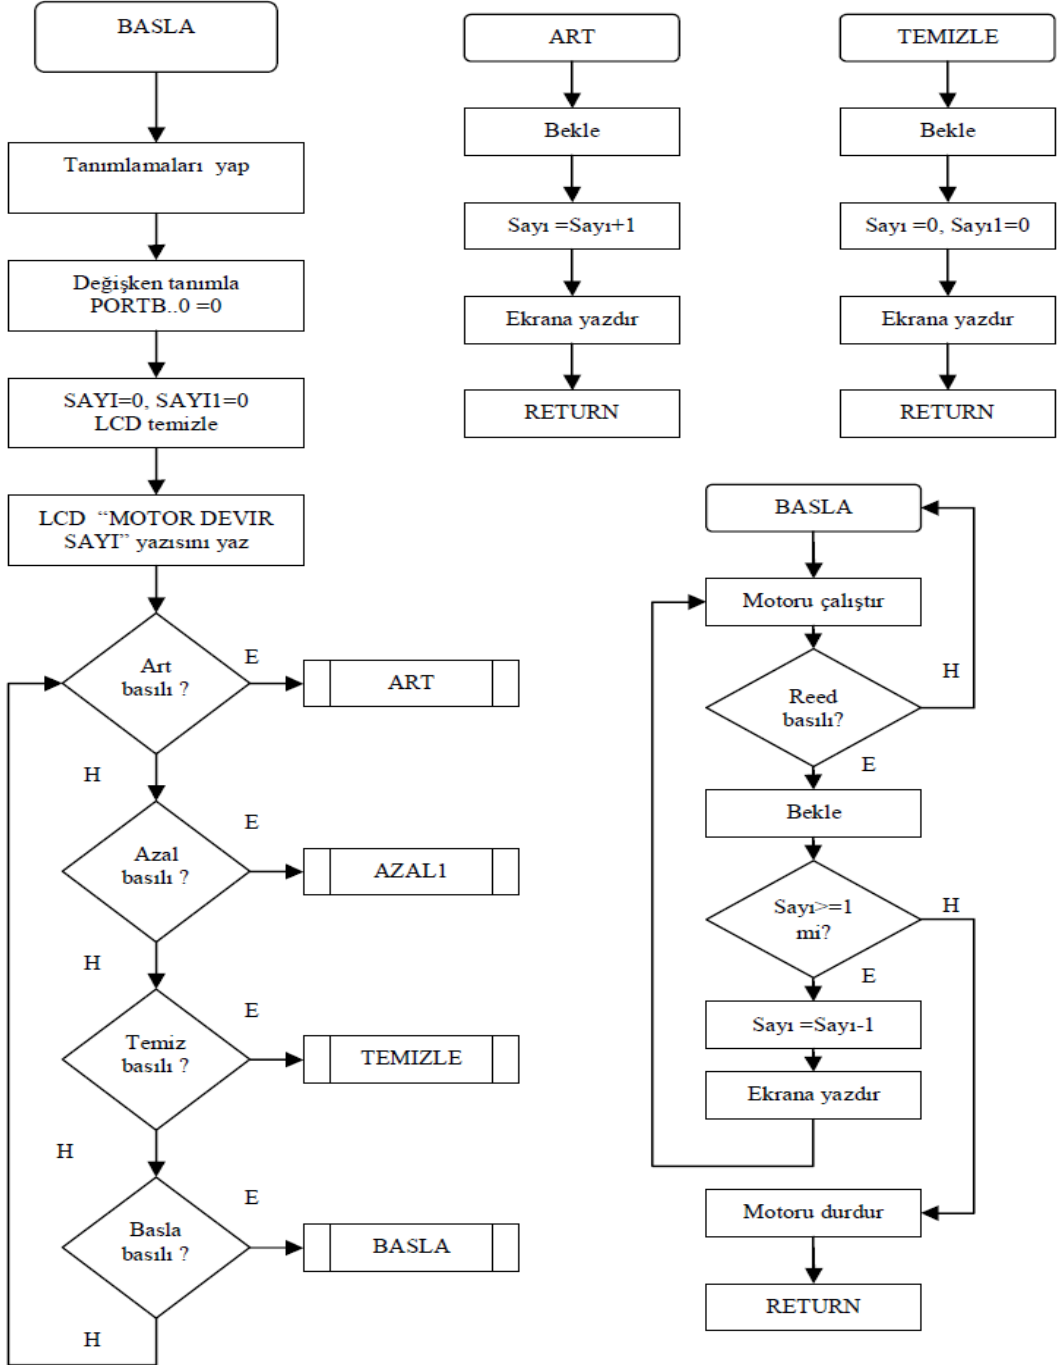 BASLA
Tanımlamaları yap
Değişken tanımla
PORTB..0 =0
SAYI=0, SAYI1=0
LCD temizle
LCD “MOTOR DEVIR
SAYI” yazısını yaz
Art
basılı ?
E
ART
H
Azal
basılı ?
E
AZAL1
H
Temiz
basılı ?
E
TEMIZLE
H
Basla
basılı ?
E
BASLA
H
ART
Bekle
Sayı =Sayı+1
Ekrana yazdır
RETURN
TEMIZLE
Bekle
Sayı =0, Sayı1=0
Ekrana yazdır
RETURN
BASLA
Motoru çalıştır
Reed
basılı?
H
E
Bekle
Sayı>=1
mi?
H
E
Sayı =Sayı-1
Ekrana yazdır
Motoru durdur
RETURN